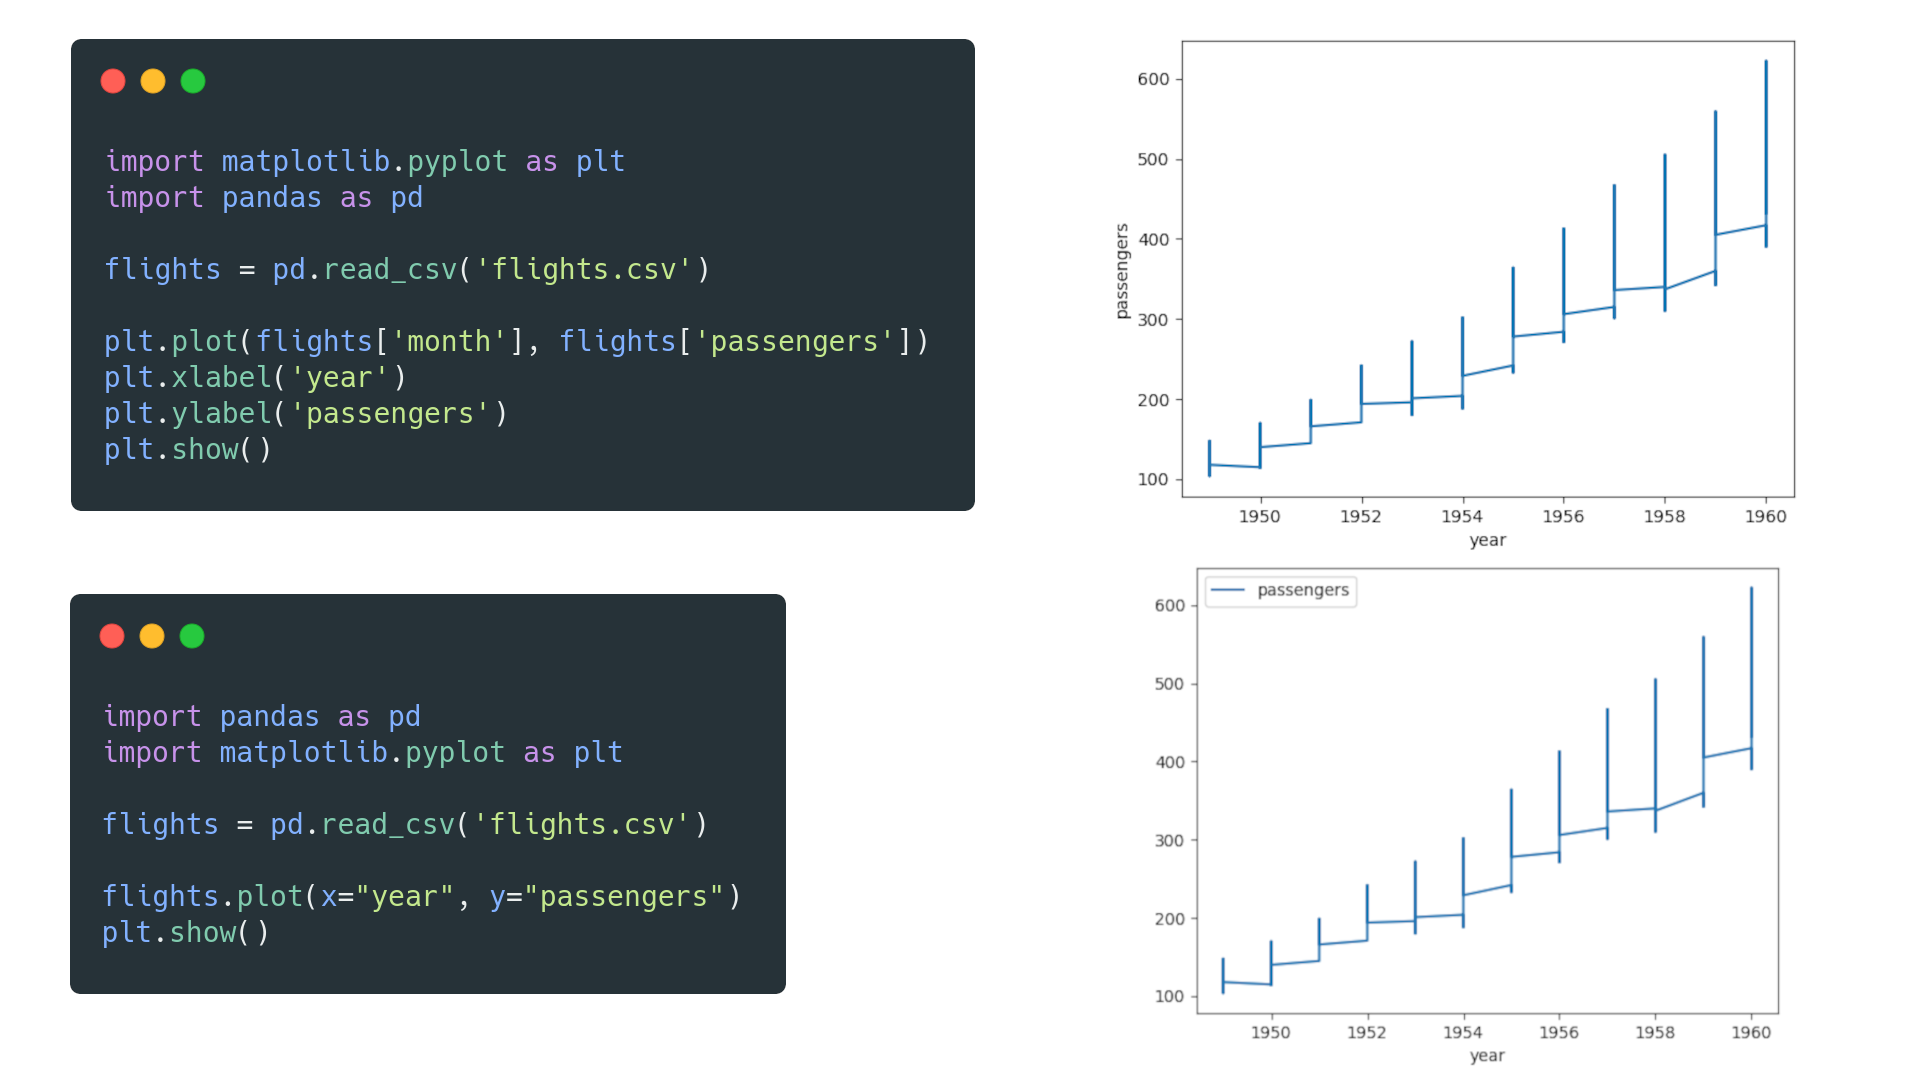 import matplotlib.pyplot as plt
import pandas as pd
flights = pd.read_csv('flights.csv')
plt.plot(flights['month'], flights['passengers'])
plt.xlabel('year')
plt.ylabel('passengers')
plt.show()
600
500
400
300
200
100
passengers
1950 1952 1954 1956 1958 1960
year
import pandas as pd
import matplotlib.pyplot as plt
flights = pd.read_csv('flights.csv')
flights.plot(x="year", y="passengers")
plt.show()
passengers
600
500
400
300
200
100
1950 1952 1954 1956 1958 1960
year